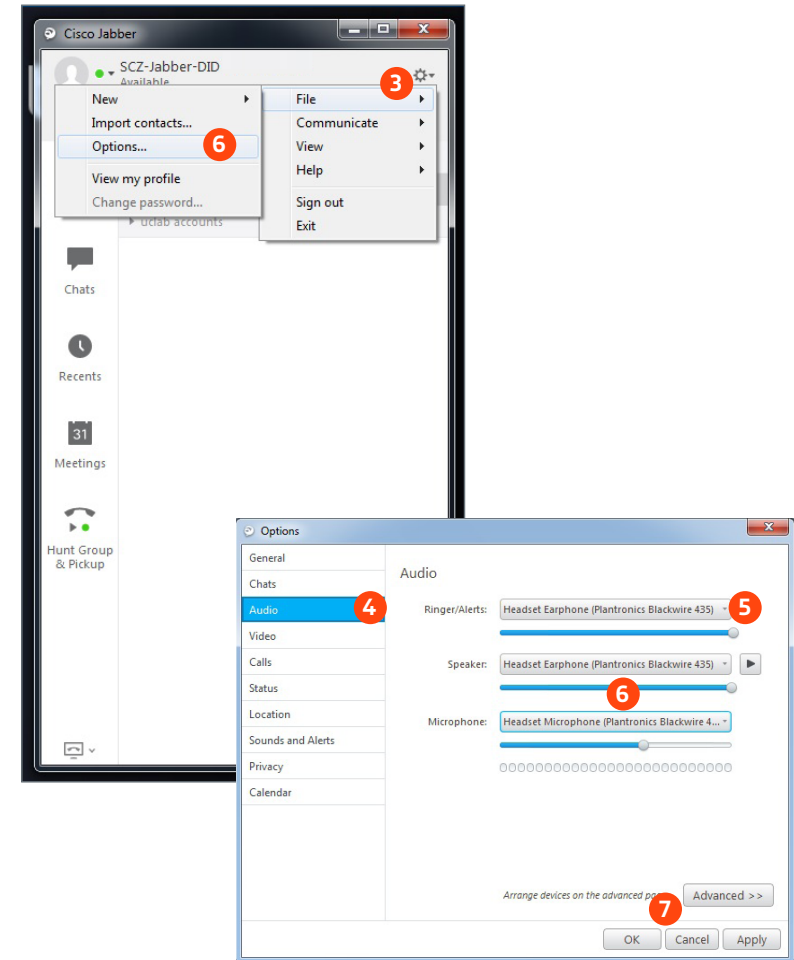 Cisco Jabber
SCZ-Jabber-DID
Available
3
New
Import contacts...
Options...
6
View my profile
Change password...
File
Communicate
View
Help
Sign out
Exit
uclab accounts
Chats
Recents
31
Meetings
Hunt Group
& Pickup
Options
General
Chats
Audio
4
Video
Calls
Status
Location
Sounds and Alerts
Privacy
Calendar
Audio
Ringer/Alerts: Headset Earphone (Plantronics Blackwire 435) 5
Speaker: Headset Earphone (Plantronics Blackwire 435)
6
Microphone: Headset Microphone (Plantronics Blackwire 4...
Arrange devices on the advanced Advanced >>
7
OK Cancel Apply